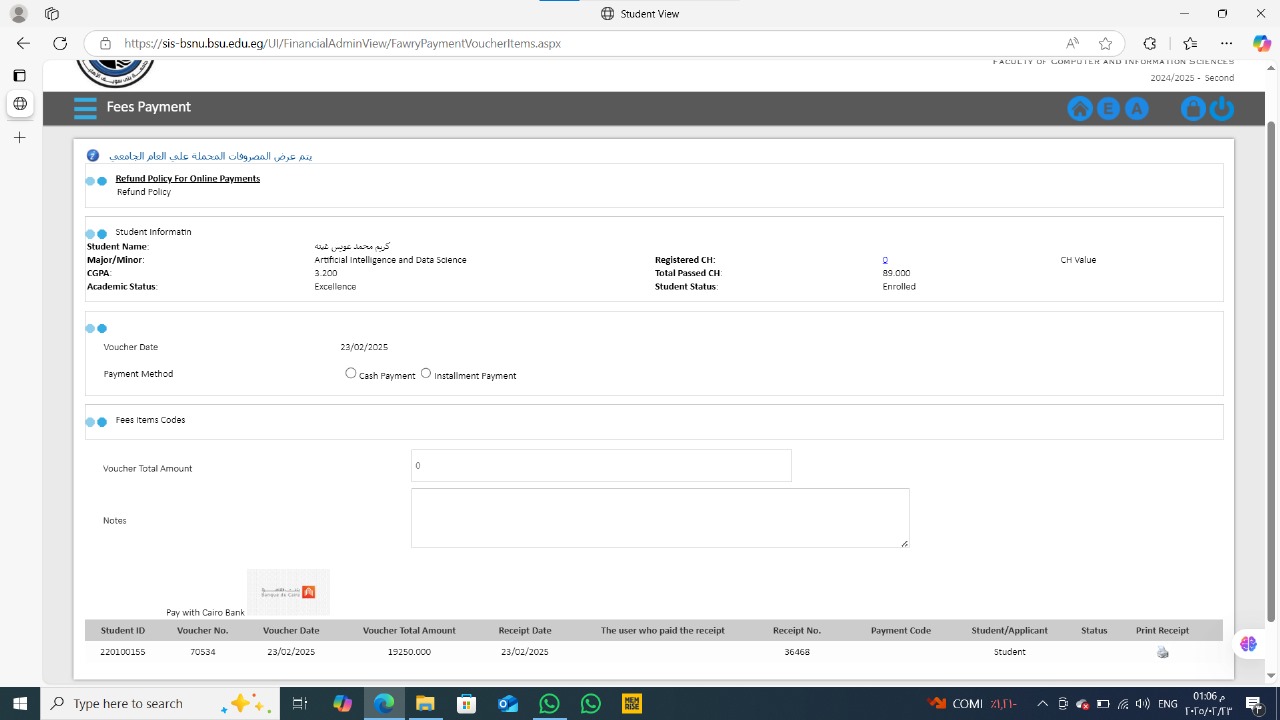 Student View
https://sis-bsnu.bsu.edu.eg/UI/FinancialAdminView/FawryPaymentVoucherItems.aspx
FACULTY OF COMPUTER AND INFORMATION SCIENCES
2024/2025 - Second
Fees Payment
E A
يتم عرض المصروفات المحملة علي العام الجامعي
Refund Policy For Online Payments
Refund Policy
Student Informatin
Student Name: كريم محمد عويس غيته
Major/Minor: Artificial Intelligence and Data Science Registered CH: 0 CH Value
CGPA: 3.200 Total Passed CH: 89.000
Academic Status: Excellence Student Status: Enrolled
Voucher Date 23/02/2025
Payment Method Cash Payment Installment Payment
Fees Items Codes
Voucher Total Amount 0
Notes
Banque du Caire
Pay with Cairo Bank
Student ID Voucher No. Voucher Date Voucher Total Amount Receipt Date The user who paid the receipt Receipt No. Payment Code Student/Applicant Status Print Receipt
220100155 70534 23/02/2025 19250.000 23/02/2025 36468 Student
Type here to search
MEM RISE
COMI
ENG
01:06 م
٢٠٢٥/٠٢/٢٣